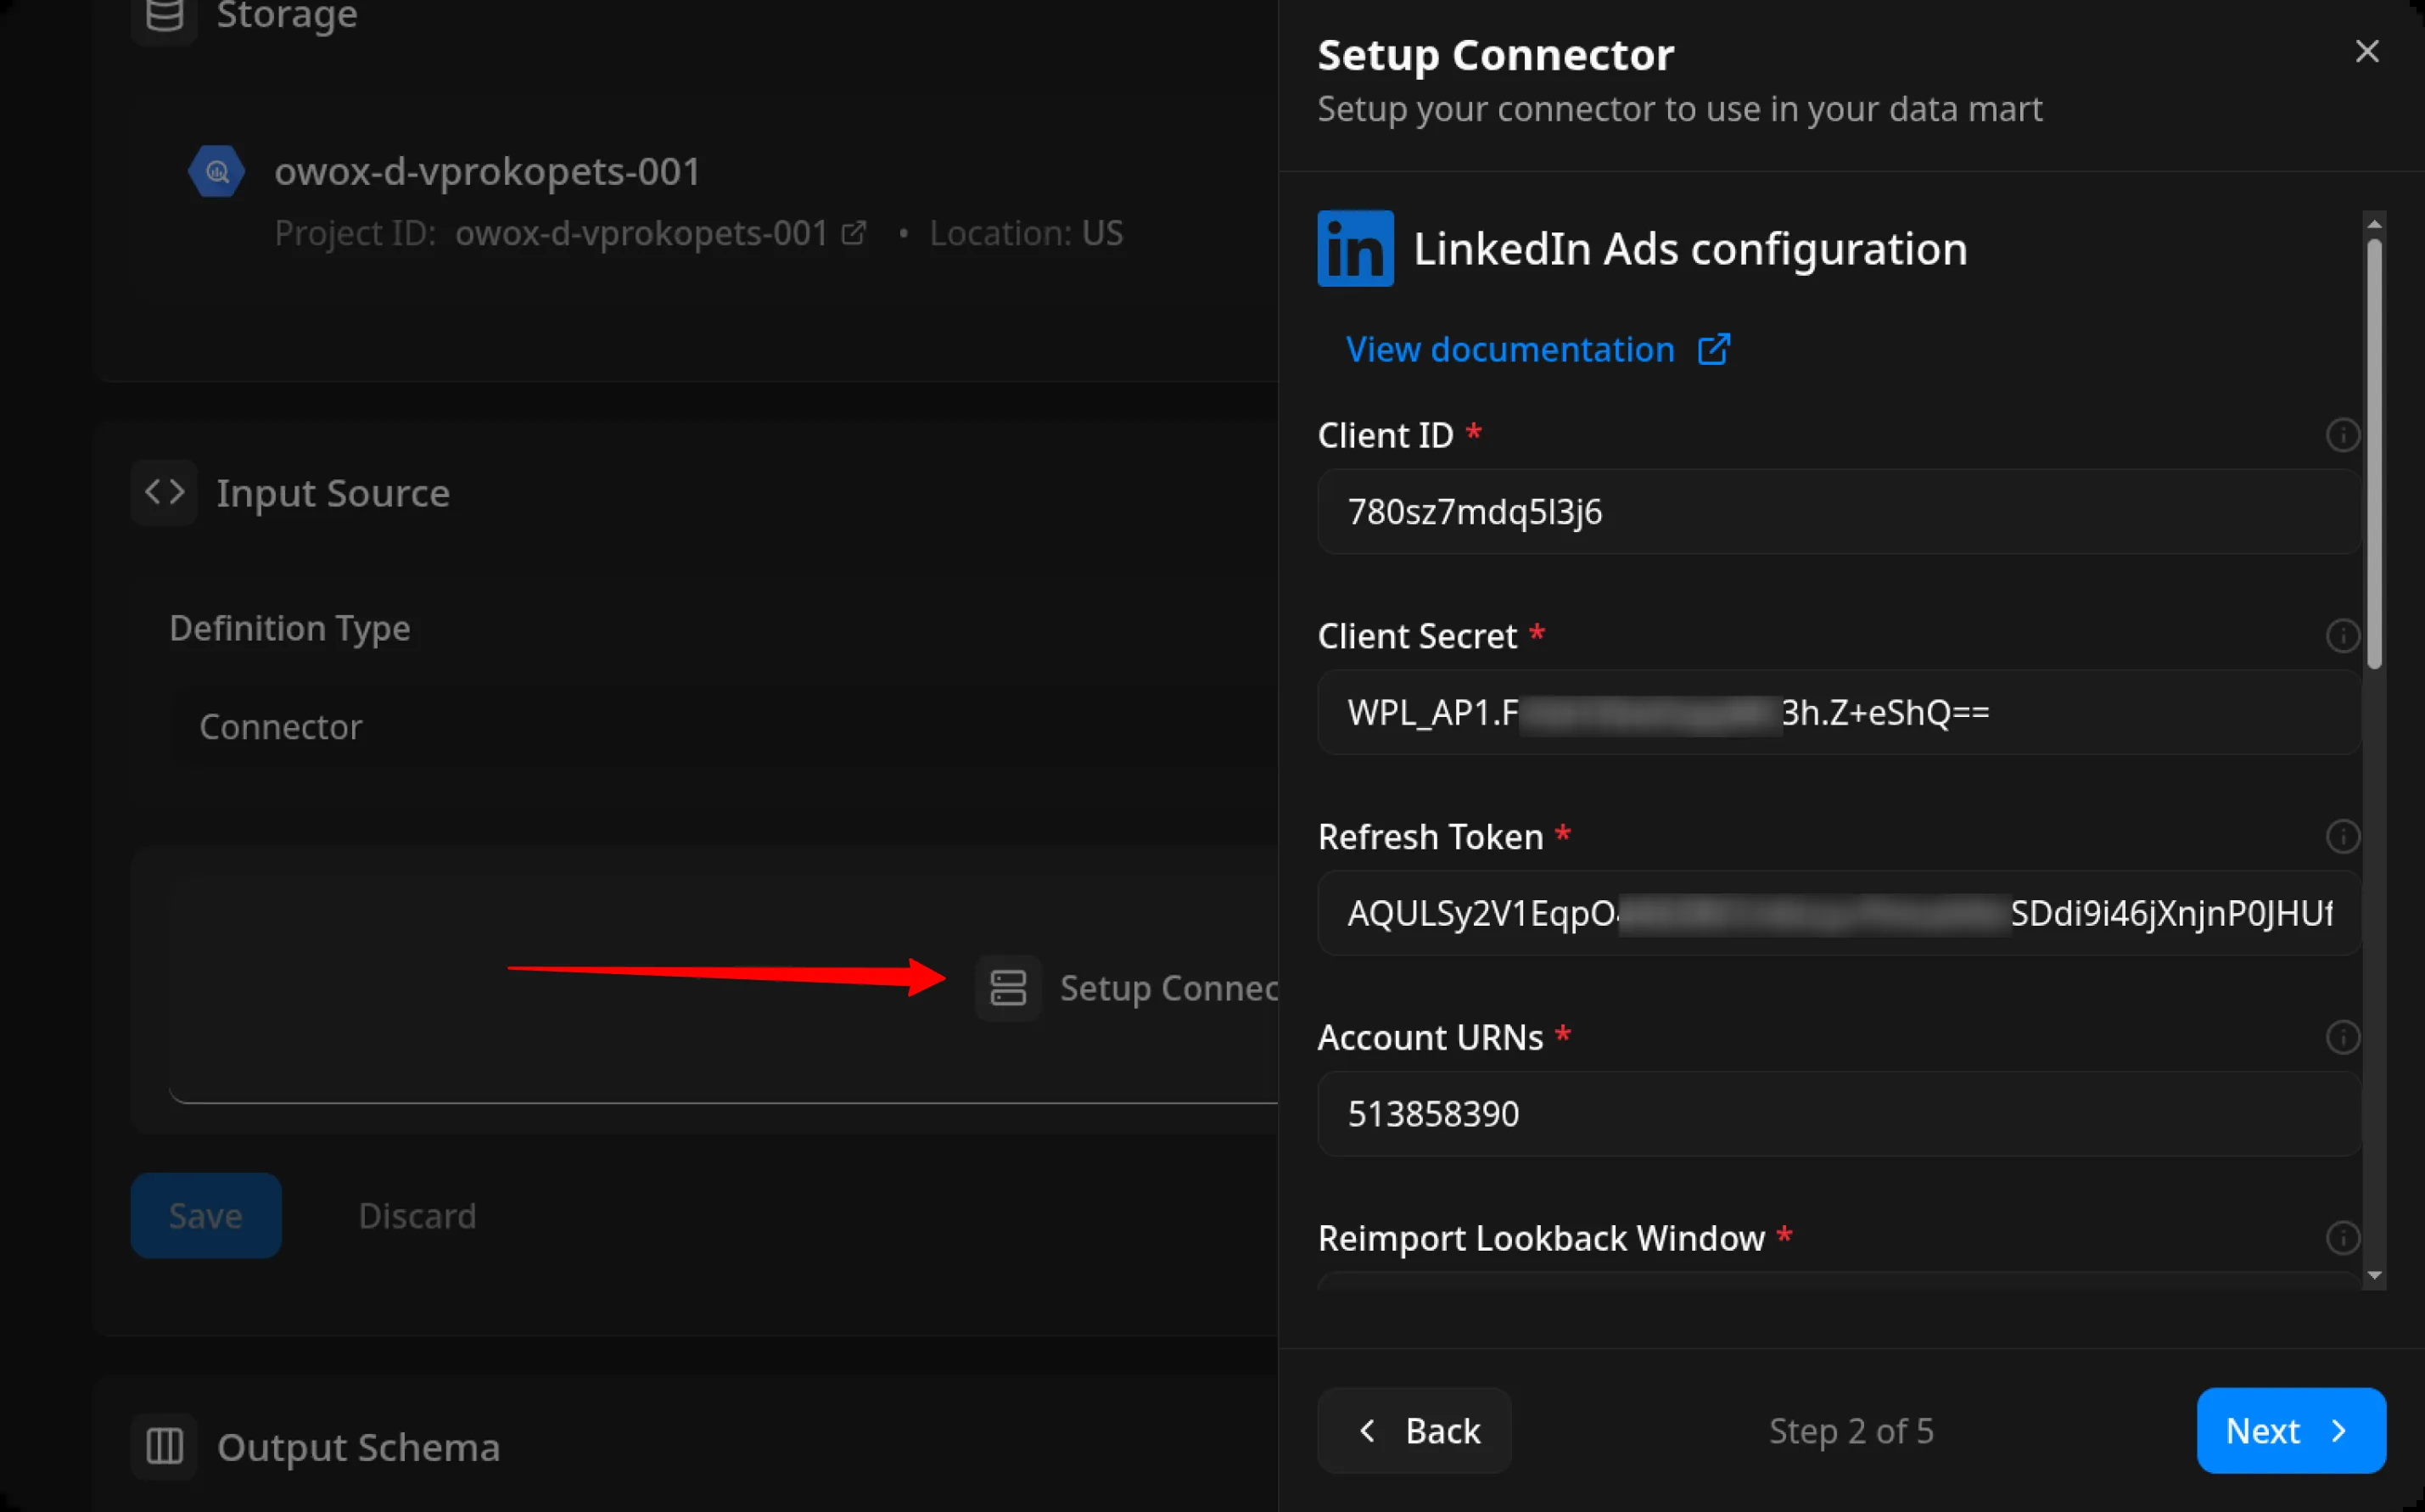 Storage
owox-d-vprokopets-001
Project ID: owox-d-vprokopets-001 • Location: US
Input Source
Definition Type
Connector
Setup Connec
Save
Discard
Output Schema
Setup Connector
Setup your connector to use in your data mart
in
LinkedIn Ads configuration
View documentation
Client ID *
780sz7mdq5l3j6
Client Secret *
WPL_AP1.F 3h.Z+eShQ==
Refresh Token *
AQULSy2V1EqpO SDdi9i46jXnjnP0JHUf
Account URNs *
513858390
Reimport Lookback Window *
Back
Step 2 of 5
Next